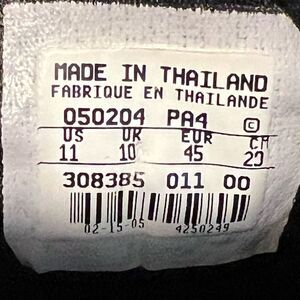 MADE IN THAILAND
FABRIQUE EN THAILANDE
050204 PA4 ©
US UK EUR CM
11 10 45 29
308385 011 00
02-15-05 4250249